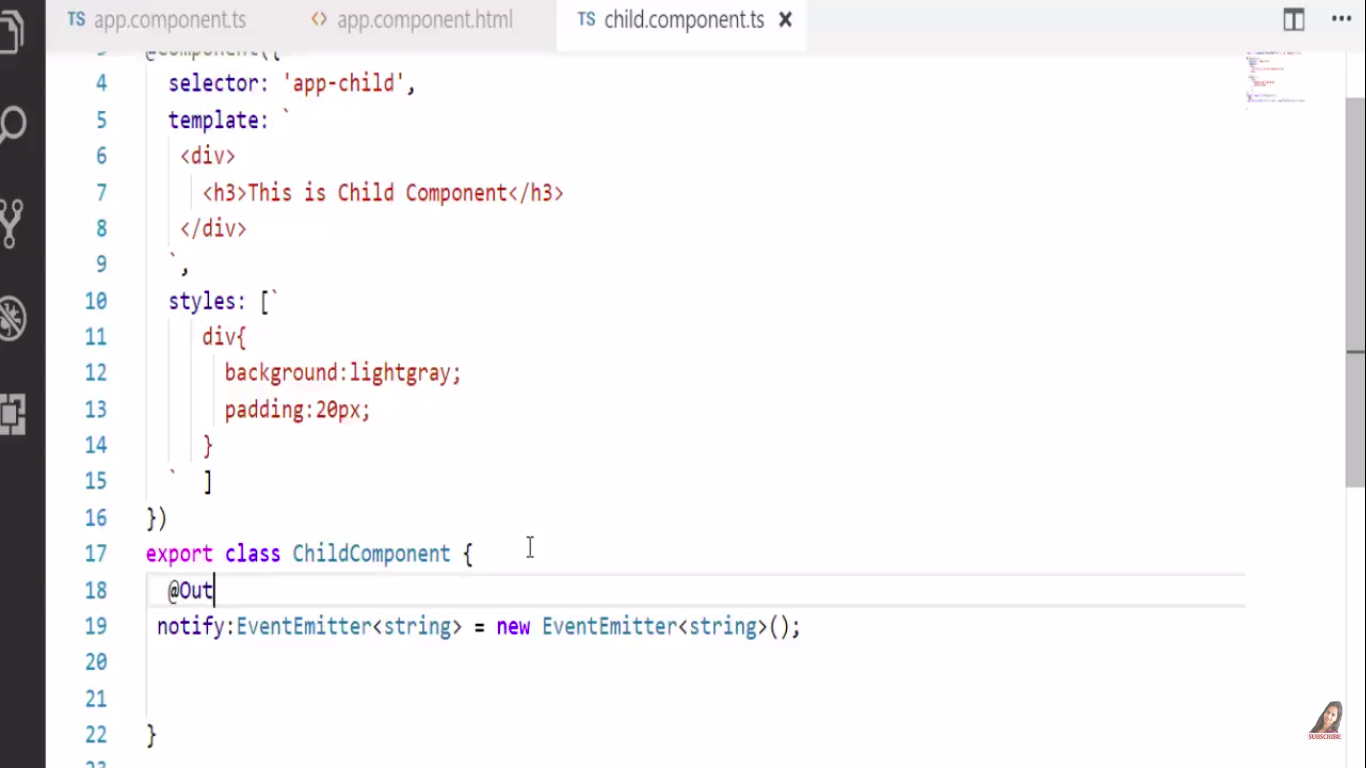 TS app.component.ts <> app.component.html TS child.component.ts ×
3 @Component({
4 selector: 'app-child',
5 template: `
6 <div>
7 <h3>This is Child Component</h3>
8 </div>
9 `,
10 styles: [`
11 div{
12 background:lightgray;
13 padding:20px;
14 }
15 ` ]
16 })
17 export class ChildComponent {
18 @Out
19 notify:EventEmitter<string> = new EventEmitter<string>();
20
21
22 }
23
SUBSCRIBE